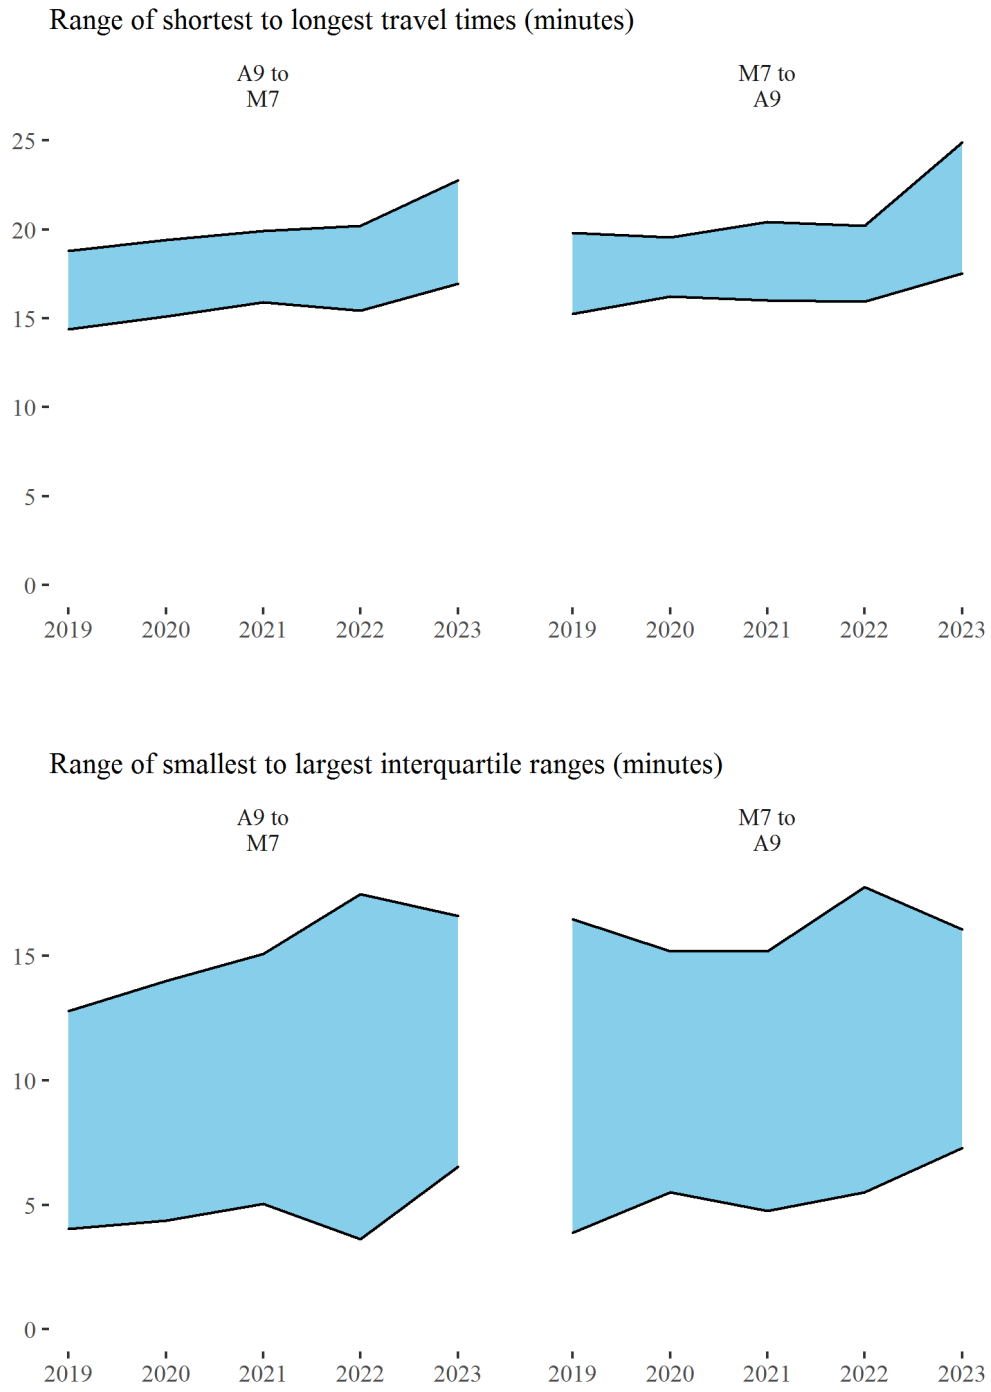 Range of shortest to longest travel times (minutes)
A9 to
M7
M7 to
A9
25
20
15
10
5
0
2019 2020 2021 2022 2023
2019 2020 2021 2022 2023
Range of smallest to largest interquartile ranges (minutes)
A9 to
M7
M7 to
A9
15
10
5
0
2019 2020 2021 2022 2023
2019 2020 2021 2022 2023